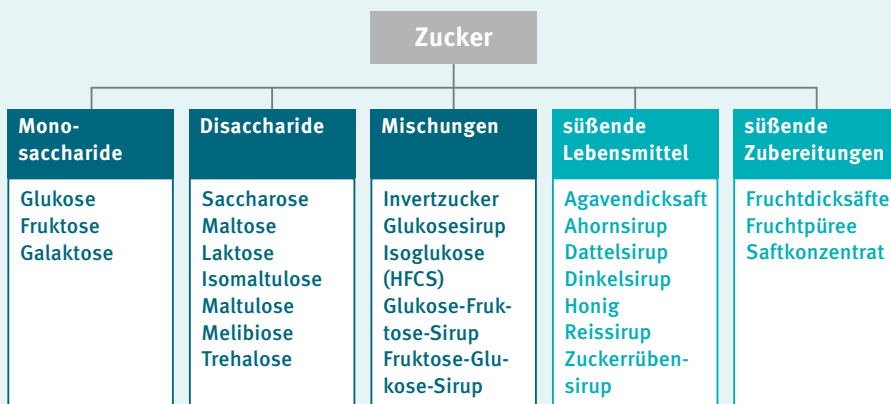 Zucker
Mono-
saccharide
Glukose
Fruktose
Galaktose
Disaccharide
Saccharose
Maltose
Laktose
Isomaltulose
Maltulose
Melibiose
Trehalose
Mischungen
Invertzucker
Glukosesirup
Isoglukose
(HFCS)
Glukose-Fruk-
tose-Sirup
Fruktose-Glu-
kose-Sirup
süßende
Lebensmittel
Agavendicksaft
Ahornsirup
Dattelsirup
Dinkelsirup
Honig
Reissirup
Zuckerrüben-
sirup
süßende
Zubereitungen
Fruchtdicksäfte
Fruchtpüree
Saftkonzentrat